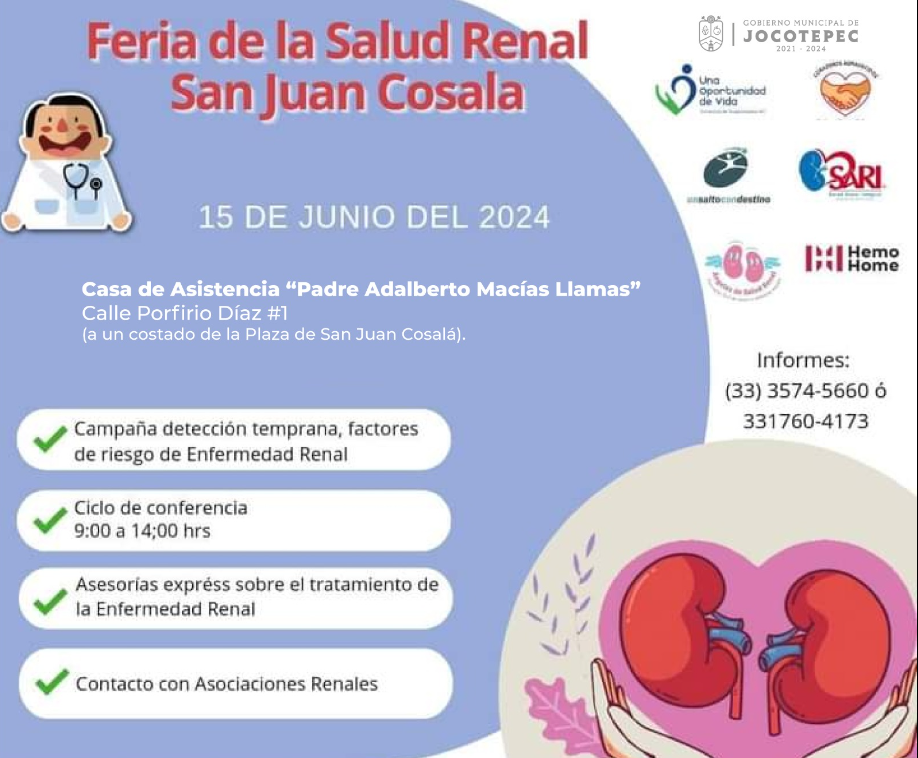 Feria de la Salud Renal
San Juan Cosala
15 DE JUNIO DEL 2024
Casa de Asistencia “Padre Adalberto Macías Llamas”
Calle Porfirio Díaz #1
(a un costado de la Plaza de San Juan Cosalá).
Campaña detección temprana, factores
de riesgo de Enfermedad Renal
Ciclo de conferencia
9:00 a 14;00 hrs
Asesorías expréss sobre el tratamiento de
la Enfermedad Renal
Contacto con Asociaciones Renales
GOBIERNO MUNICIPAL DE
JOCOTEPEC
2021 - 2024
Una
Oportunidad
de Vida
unsaltocondestino
SARI
Hemo
Home
Informes:
(33) 3574-5660 ó
331760-4173